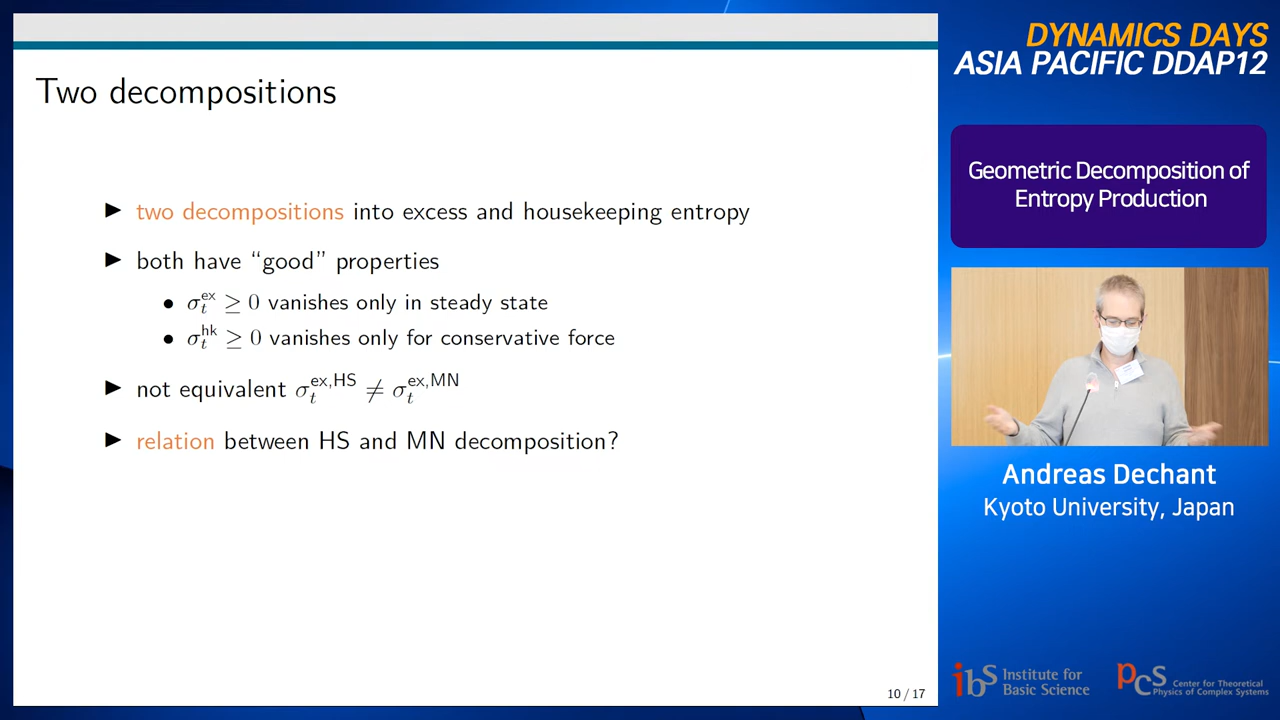 Two decompositions
► two decompositions into excess and housekeeping entropy
► both have “good” properties
• σ_t^ex ≥ 0 vanishes only in steady state
• σ_t^hk ≥ 0 vanishes only for conservative force
► not equivalent σ_t^ex,HS ≠ σ_t^ex,MN
► relation between HS and MN decomposition?
10 / 17
DYNAMICS DAYS
ASIA PACIFIC DDAP12
Geometric Decomposition of
Entropy Production
Andreas Dechant
Kyoto University, Japan
ibS Institute for
Basic Science
PCS Center for Theoretical
Physics of Complex Systems